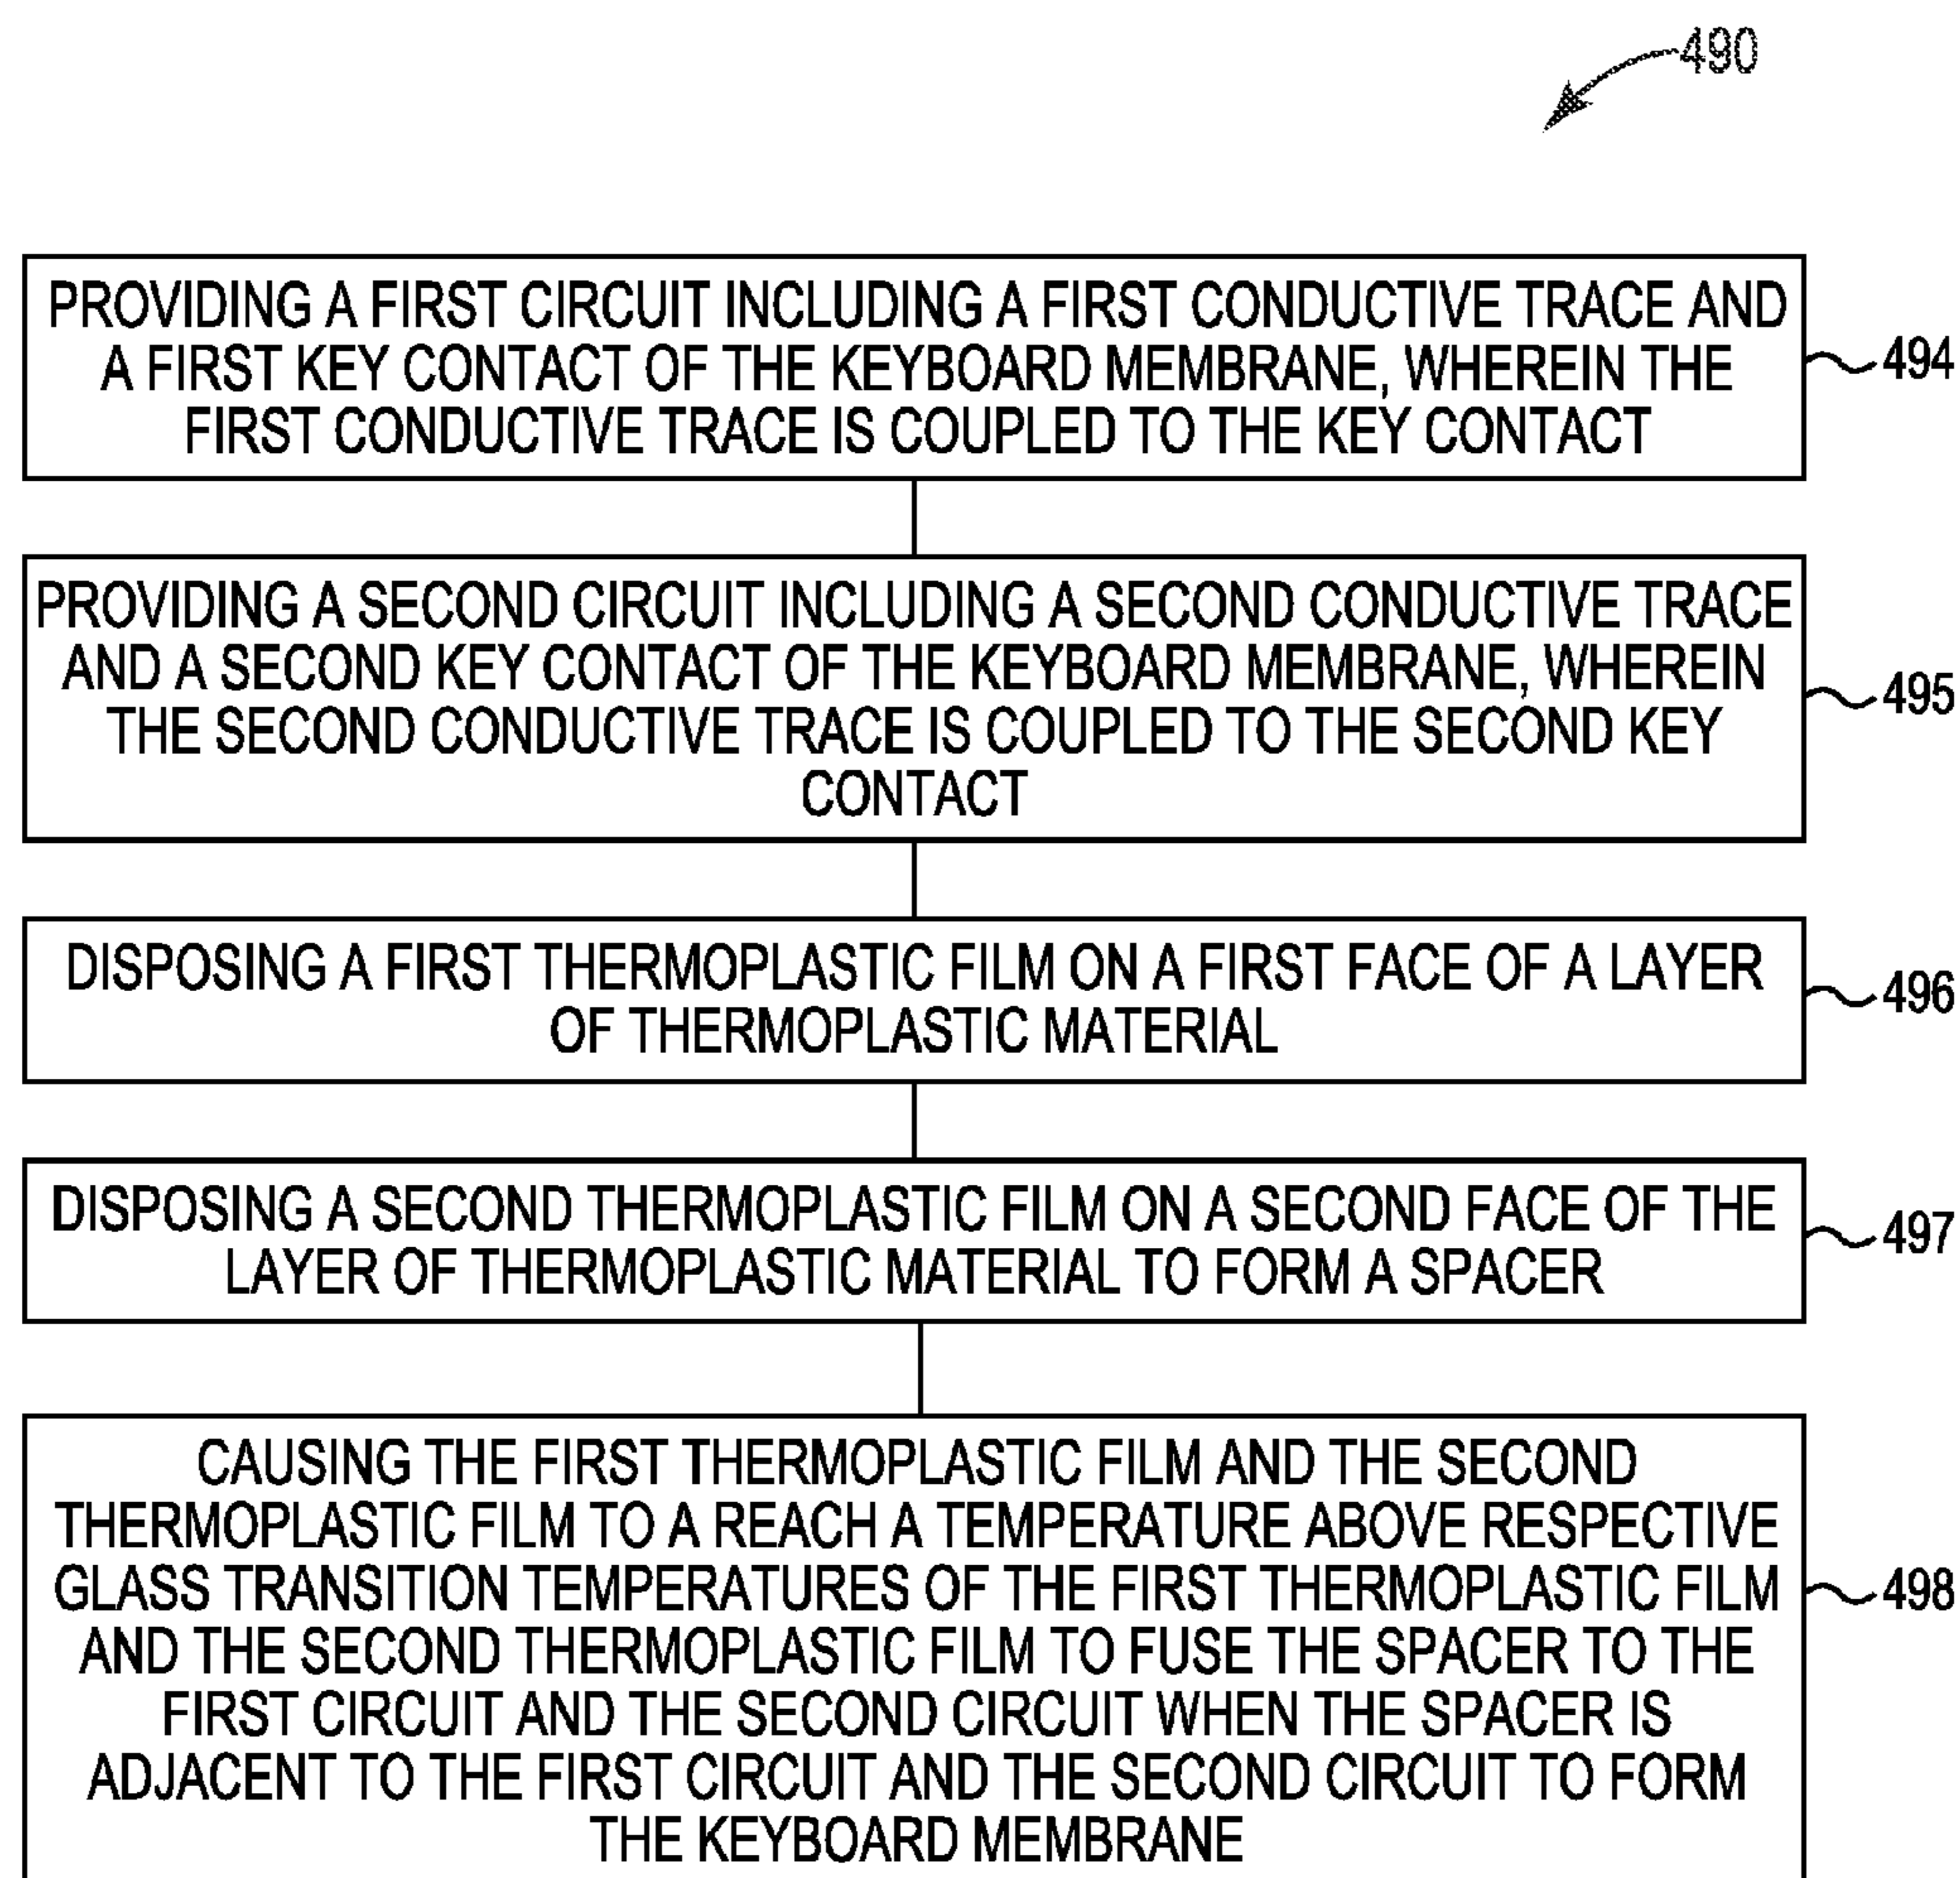 490
PROVIDING A FIRST CIRCUIT INCLUDING A FIRST CONDUCTIVE TRACE AND
A FIRST KEY CONTACT OF THE KEYBOARD MEMBRANE, WHEREIN THE
FIRST CONDUCTIVE TRACE IS COUPLED TO THE KEY CONTACT
494
PROVIDING A SECOND CIRCUIT INCLUDING A SECOND CONDUCTIVE TRACE
AND A SECOND KEY CONTACT OF THE KEYBOARD MEMBRANE, WHEREIN
THE SECOND CONDUCTIVE TRACE IS COUPLED TO THE SECOND KEY
CONTACT
495
DISPOSING A FIRST THERMOPLASTIC FILM ON A FIRST FACE OF A LAYER
OF THERMOPLASTIC MATERIAL
496
DISPOSING A SECOND THERMOPLASTIC FILM ON A SECOND FACE OF THE
LAYER OF THERMOPLASTIC MATERIAL TO FORM A SPACER
497
CAUSING THE FIRST THERMOPLASTIC FILM AND THE SECOND
THERMOPLASTIC FILM TO A REACH A TEMPERATURE ABOVE RESPECTIVE
GLASS TRANSITION TEMPERATURES OF THE FIRST THERMOPLASTIC FILM
AND THE SECOND THERMOPLASTIC FILM TO FUSE THE SPACER TO THE
FIRST CIRCUIT AND THE SECOND CIRCUIT WHEN THE SPACER IS
ADJACENT TO THE FIRST CIRCUIT AND THE SECOND CIRCUIT TO FORM
THE KEYBOARD MEMBRANE
498